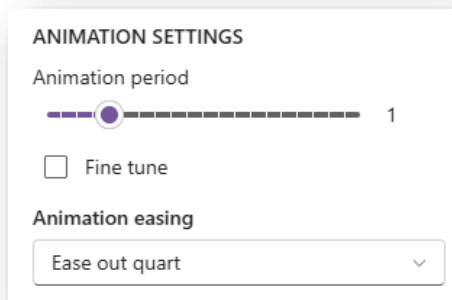 ANIMATION SETTINGS
Animation period
1
Fine tune
Animation easing
Ease out quart